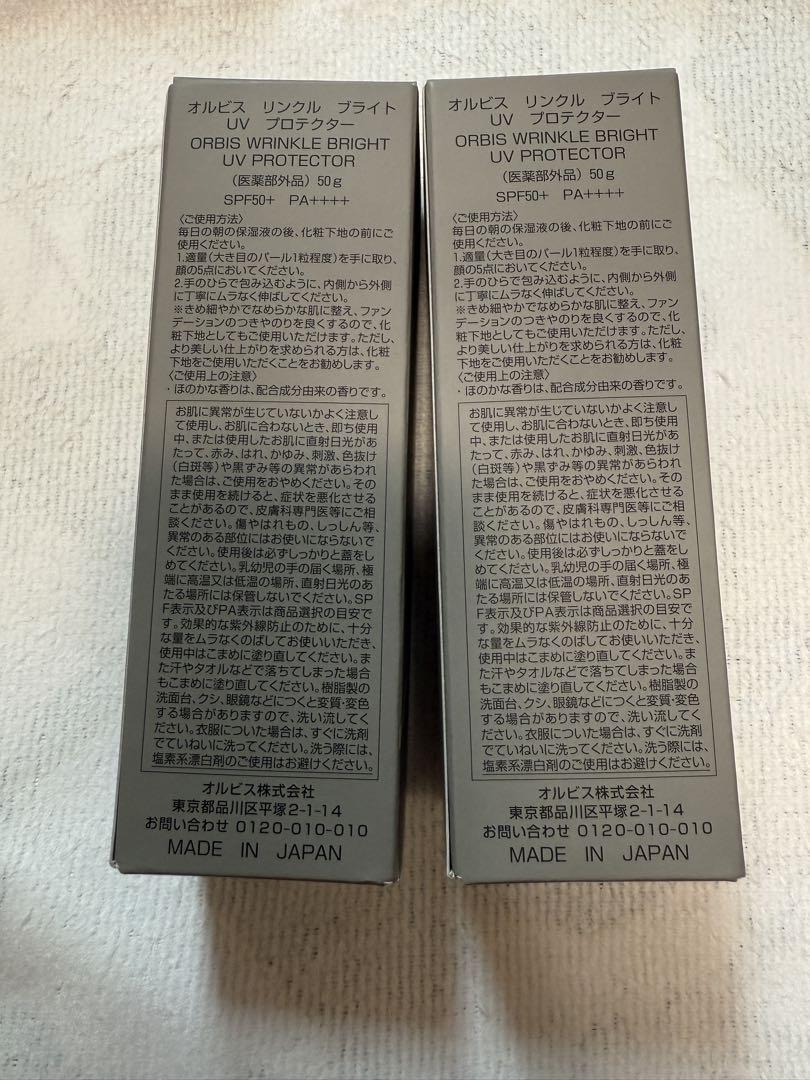 オルビス リンクル ブライト
UV プロテクター
ORBIS WRINKLE BRIGHT
UV PROTECTOR
(医薬部外品) 50g
SPF50+ PA++++
〈ご使用方法〉
毎日の朝の保湿液の後、化粧下地の前にご
使用ください。
1.適量(大き目のパール1粒程度)を手に取り、
顔の5点においてください。
2.手のひらで包み込むように、内側から外側
に丁寧にムラなく伸ばしてください。
※きめ細やかでなめらかな肌に整え、ファン
デーションのつきやのりを良くするので、化
粧下地としてもご使用いただけます。ただし、
より美しい仕上がりを求められる方は、化粧
下地をご使用いただくことをお勧めします。
〈ご使用上の注意〉
・ほのかな香りは、配合成分由来の香りです。
お肌に異常が生じていないかよく注意し
て使用し、お肌に合わないとき、即ち使用
中、または使用したお肌に直射日光があ
たって、赤み、はれ、かゆみ、刺激、色抜け
(白斑等)や黒ずみ等の異常があらわれ
た場合は、ご使用をおやめください。その
まま使用を続けると、症状を悪化させる
ことがあるので、皮膚科専門医等にご相
談ください。傷やはれもの、しっしん等、
異常のある部位にはお使いにならないで
ください。使用後は必ずしっかりと蓋をし
めてください。乳幼児の手の届く場所、極
端に高温又は低温の場所、直射日光のあ
たる場所には保管しないでください。SP
F表示及びPA表示は商品選択の目安で
す。効果的な紫外線防止のために、十分
な量をムラなくのばしてお使いいただき、
使用中はこまめに塗り直してください。ま
た汗やタオルなどで落ちてしまった場合
もこまめに塗り直してください。樹脂製の
洗面台、クシ、眼鏡などにつくと変質・変色
する場合がありますので、洗い流してく
ださい。衣服についた場合は、すぐに洗剤
でていねいに洗ってください。洗う際には、
塩素系漂白剤のご使用はお避けください。
オルビス株式会社
東京都品川区平塚2-1-14
お問い合わせ 0120-010-010
MADE IN JAPAN
オルビス リンクル ブライト
UV プロテクター
ORBIS WRINKLE BRIGHT
UV PROTECTOR
(医薬部外品) 50g
SPF50+ PA++++
〈ご使用方法〉
毎日の朝の保湿液の後、化粧下地の前にご
使用ください。
1.適量(大き目のパール1粒程度)を手に取り、
顔の5点においてください。
2.手のひらで包み込むように、内側から外側
に丁寧にムラなく伸ばしてください。
※きめ細やかでなめらかな肌に整え、ファン
デーションのつきやのりを良くするので、化
粧下地としてもご使用いただけます。ただし、
より美しい仕上がりを求められる方は、化粧
下地をご使用いただくことをお勧めします。
〈ご使用上の注意〉
・ほのかな香りは、配合成分由来の香りです。
お肌に異常が生じていないかよく注意し
て使用し、お肌に合わないとき、即ち使用
中、または使用したお肌に直射日光があ
たって、赤み、はれ、かゆみ、刺激、色抜け
(白斑等)や黒ずみ等の異常があらわれ
た場合は、ご使用をおやめください。その
まま使用を続けると、症状を悪化させる
ことがあるので、皮膚科専門医等にご相
談ください。傷やはれもの、しっしん等、
異常のある部位にはお使いにならないで
ください。使用後は必ずしっかりと蓋をし
めてください。乳幼児の手の届く場所、極
端に高温又は低温の場所、直射日光のあ
たる場所には保管しないでください。SP
F表示及びPA表示は商品選択の目安で
す。効果的な紫外線防止のために、十分
な量をムラなくのばしてお使いいただき、
使用中はこまめに塗り直してください。ま
た汗やタオルなどで落ちてしまった場合
もこまめに塗り直してください。樹脂製の
洗面台、クシ、眼鏡などにつくと変質・変色
する場合がありますので、洗い流してく
ださい。衣服についた場合は、すぐに洗剤
でていねいに洗ってください。洗う際には、
塩素系漂白剤のご使用はお避けください。
オルビス株式会社
東京都品川区平塚2-1-14
お問い合わせ 0120-010-010
MADE IN JAPAN